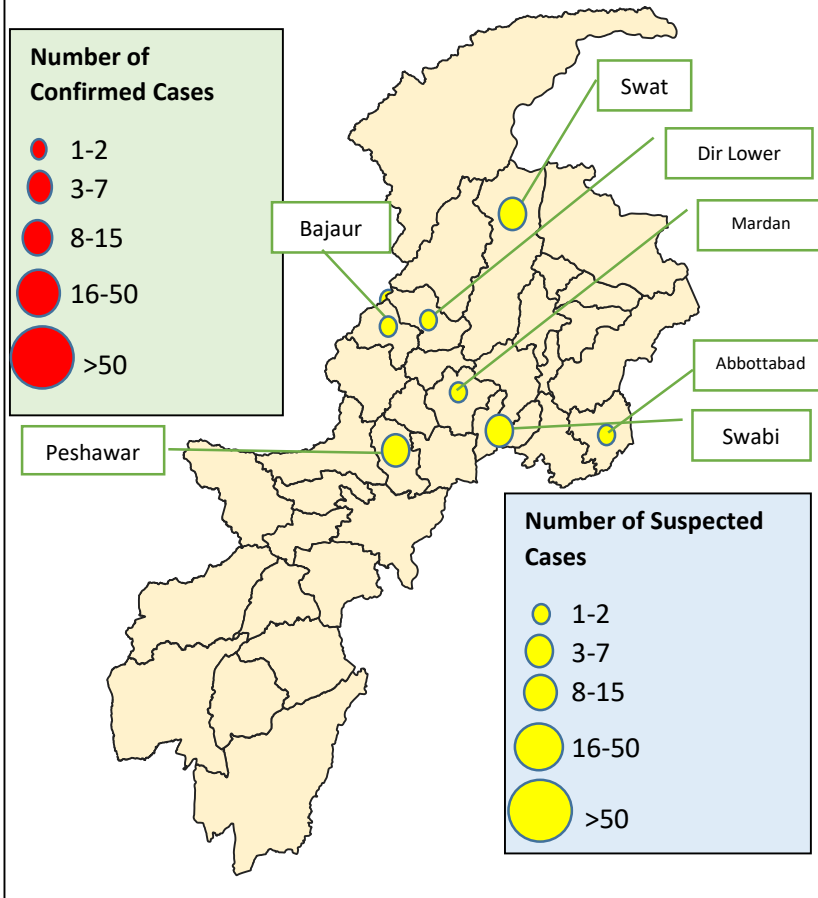 Number of
Confirmed Cases
1-2
3-7
8-15
16-50
>50
Swat
Dir Lower
Mardan
Bajaur
Abbottabad
Swabi
Peshawar
Number of Suspected
Cases
1-2
3-7
8-15
16-50
>50